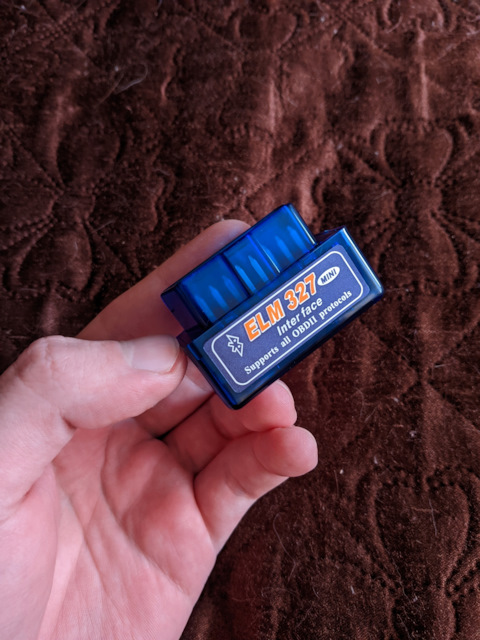 ELM 327 MINI
Interface
Supports all OBDII protocols